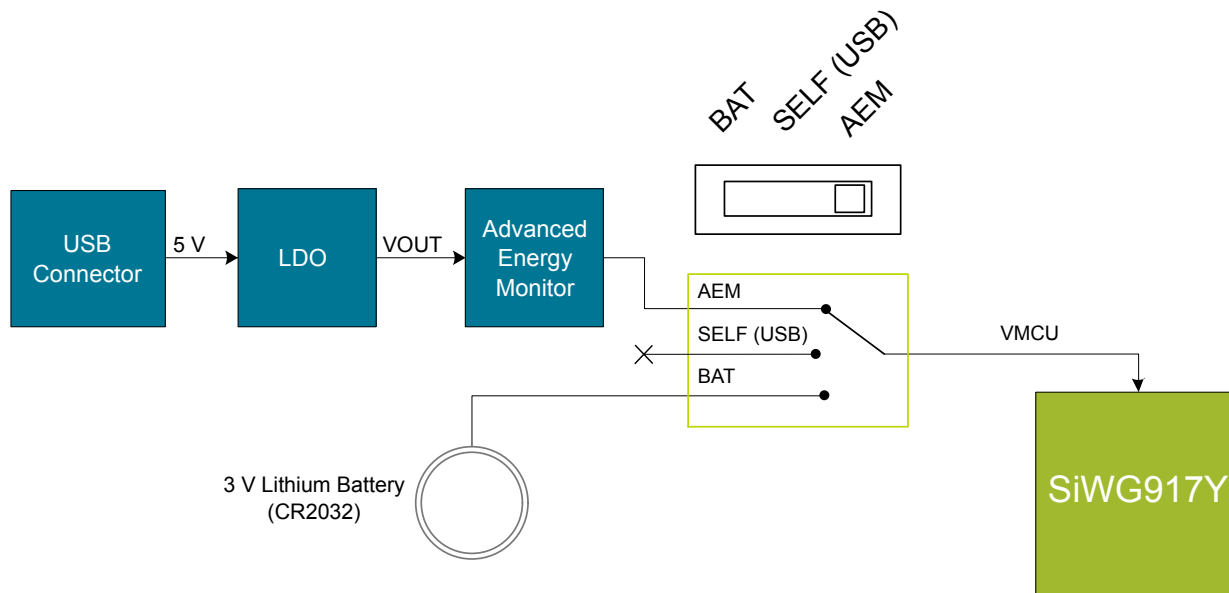 BAT
SELF (USB)
AEM
USB
Connector
5 V
LDO
VOUT
Advanced
Energy
Monitor
AEM
SELF (USB)
BAT
VMCU
3 V Lithium Battery
(CR2032)
SiWG917Y